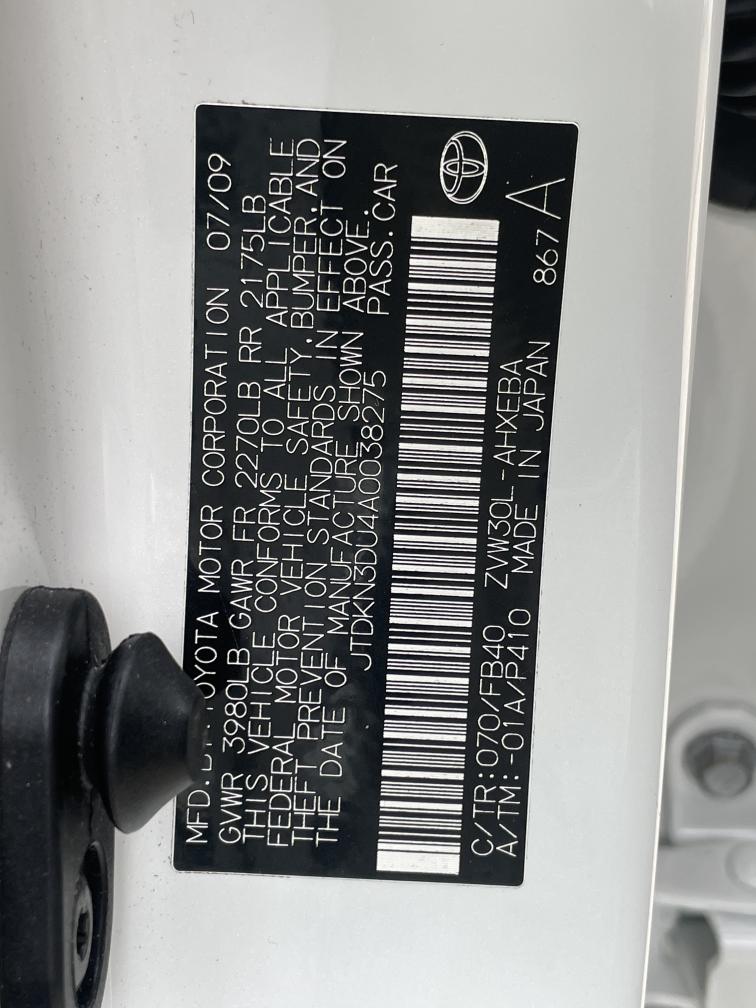 MFD. TOYOTA MOTOR CORPORATION 07/09
GVWR 3980LB GAWR FR 2270LB RR 2175LB
THIS VEHICLE CONFORMS TO ALL APPLICABLE
FEDERAL MOTOR VEHICLE SAFETY, BUMPER, AND
THEFT PREVENTION STANDARDS IN EFFECT ON
THE DATE OF MANUFACTURE SHOWN ABOVE.
JTDKN3DU4A0038275 PASS.CAR
C/TR:070/FB40 ZVW30L-AHXEBA
A/TM:-01A/P410 MADE IN JAPAN 867 A